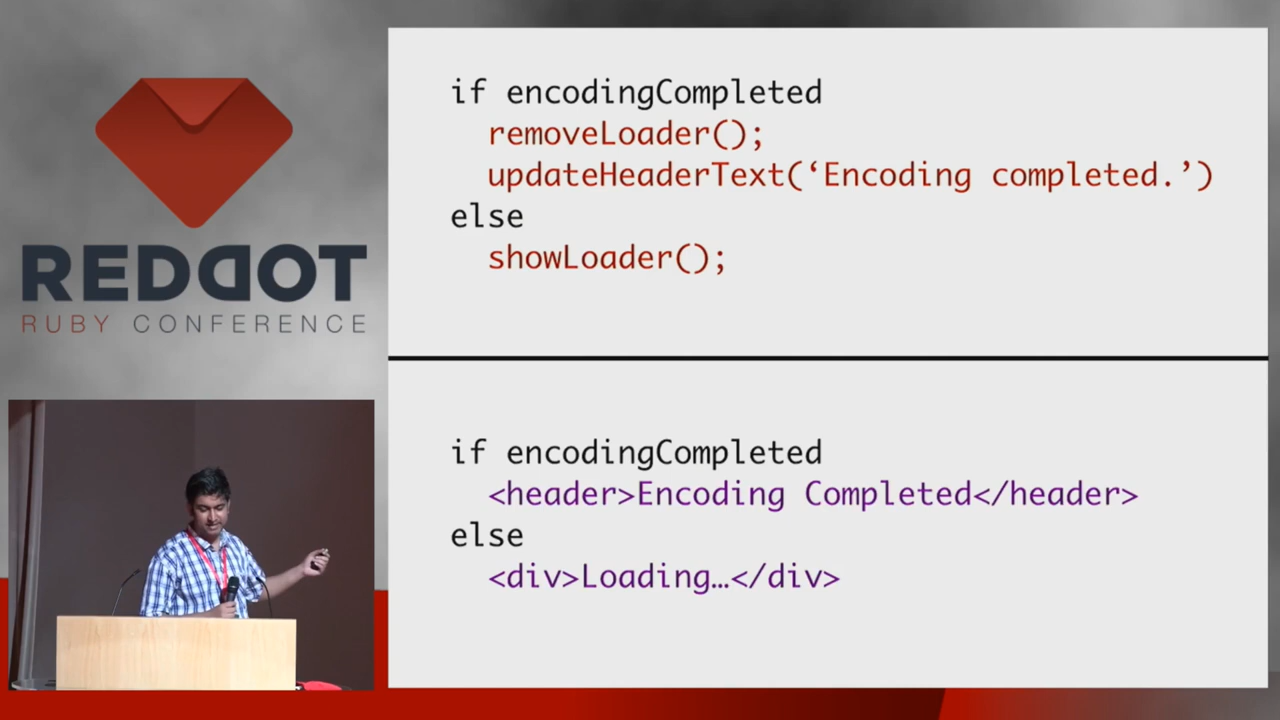 REDDOT
RUBY CONFERENCE
if encodingCompleted
removeLoader();
updateHeaderText(‘Encoding completed.’)
else
showLoader();
if encodingCompleted
<header>Encoding Completed</header>
else
<div>Loading…</div>